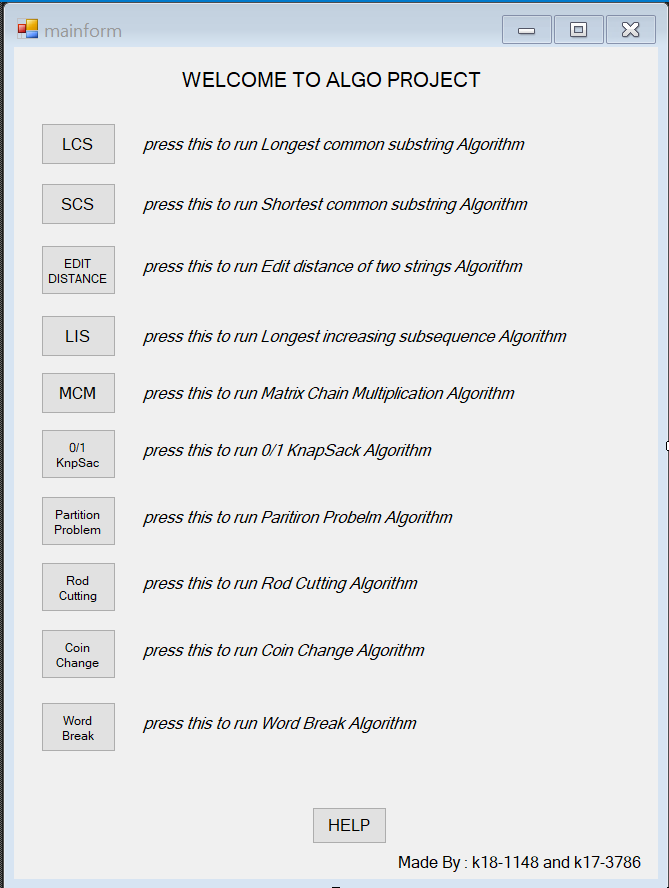 mainform
WELCOME TO ALGO PROJECT
LCS press this to run Longest common substring Algorithm
SCS press this to run Shortest common substring Algorithm
EDIT
DISTANCE press this to run Edit distance of two strings Algorithm
LIS press this to run Longest increasing subsequence Algorithm
MCM press this to run Matrix Chain Multiplication Algorithm
0/1
KnpSac press this to run 0/1 KnapSack Algorithm
Partition
Problem press this to run Paritiron Probelm Algorithm
Rod
Cutting press this to run Rod Cutting Algorithm
Coin
Change press this to run Coin Change Algorithm
Word
Break press this to run Word Break Algorithm
HELP
Made By : k18-1148 and k17-3786